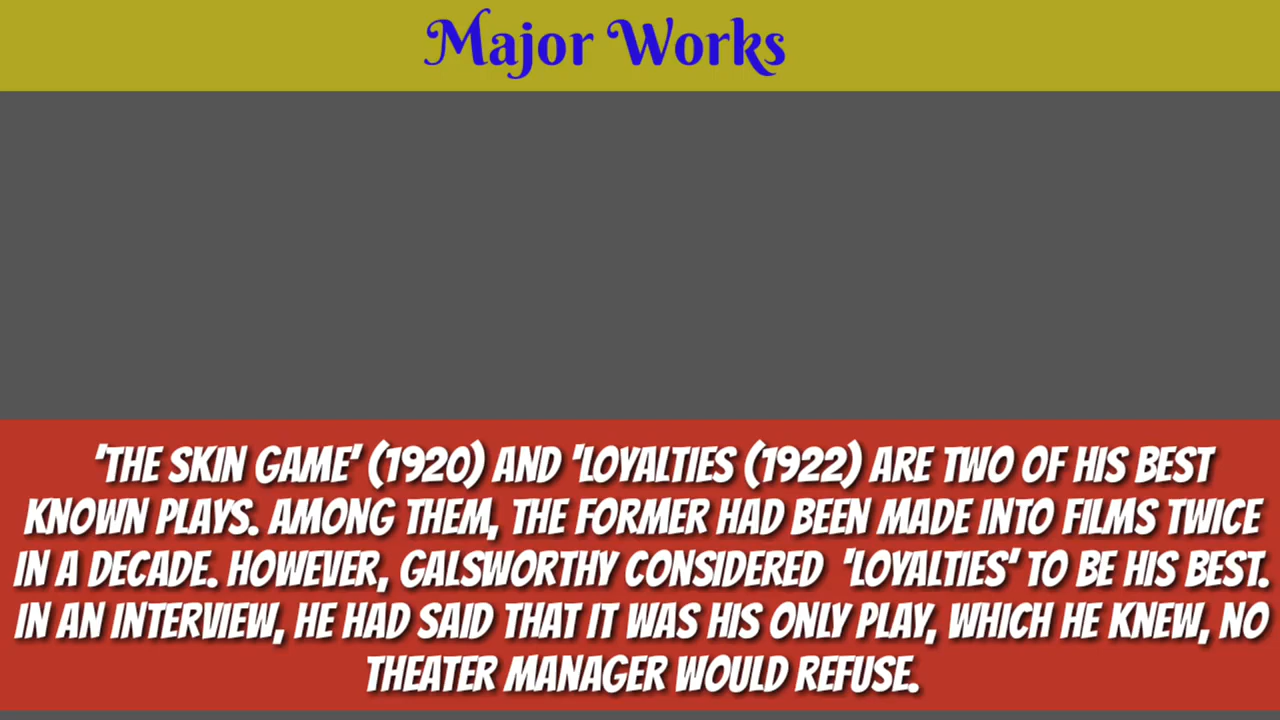 Major Works
'THE SKIN GAME' (1920) AND 'LOYALTIES (1922) ARE TWO OF HIS BEST
KNOWN PLAYS. AMONG THEM, THE FORMER HAD BEEN MADE INTO FILMS TWICE
IN A DECADE. HOWEVER, GALSWORTHY CONSIDERED 'LOYALTIES' TO BE HIS BEST.
IN AN INTERVIEW, HE HAD SAID THAT IT WAS HIS ONLY PLAY, WHICH HE KNEW, NO
THEATER MANAGER WOULD REFUSE.